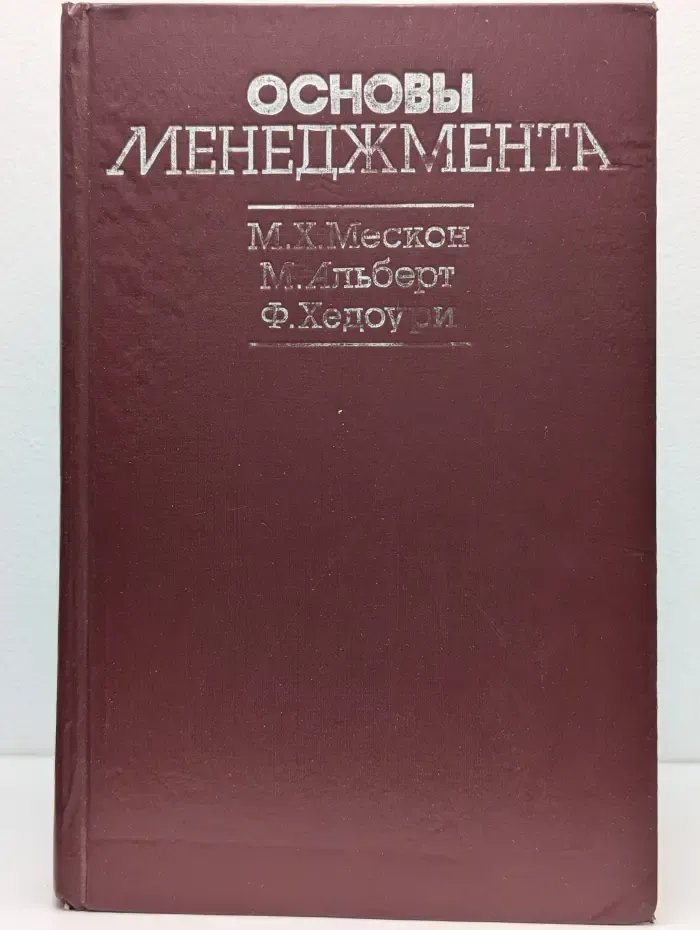 ОСНОВЫ
МЕНЕДЖМЕНТА
М.Х.Мескон
М.Альберт
Ф.Хедоури